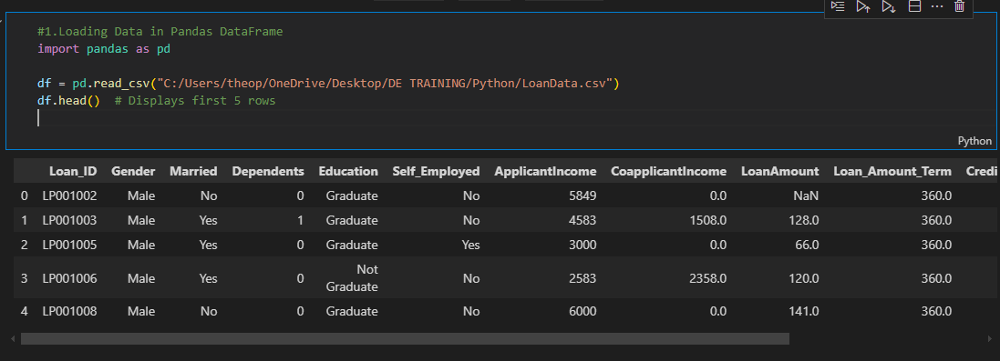 #1.Loading Data in Pandas DataFrame
import pandas as pd
df = pd.read_csv("C:/Users/theop/OneDrive/Desktop/DE TRAINING/Python/LoanData.csv")
df.head()  # Displays first 5 rows
Python
Loan_ID Gender Married Dependents Education Self_Employed ApplicantIncome CoapplicantIncome LoanAmount Loan_Amount_Term Credi
0 LP001002 Male No 0 Graduate No 5849 0.0 NaN 360.0
1 LP001003 Male Yes 1 Graduate No 4583 1508.0 128.0 360.0
2 LP001005 Male Yes 0 Graduate Yes 3000 0.0 66.0 360.0
3 LP001006 Male Yes 0 Not Graduate No 2583 2358.0 120.0 360.0
4 LP001008 Male No 0 Graduate No 6000 0.0 141.0 360.0